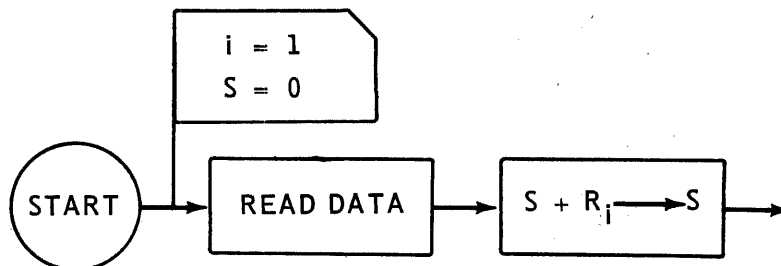 i = 1
S = 0
START
READ DATA
S + Rᵢ → S